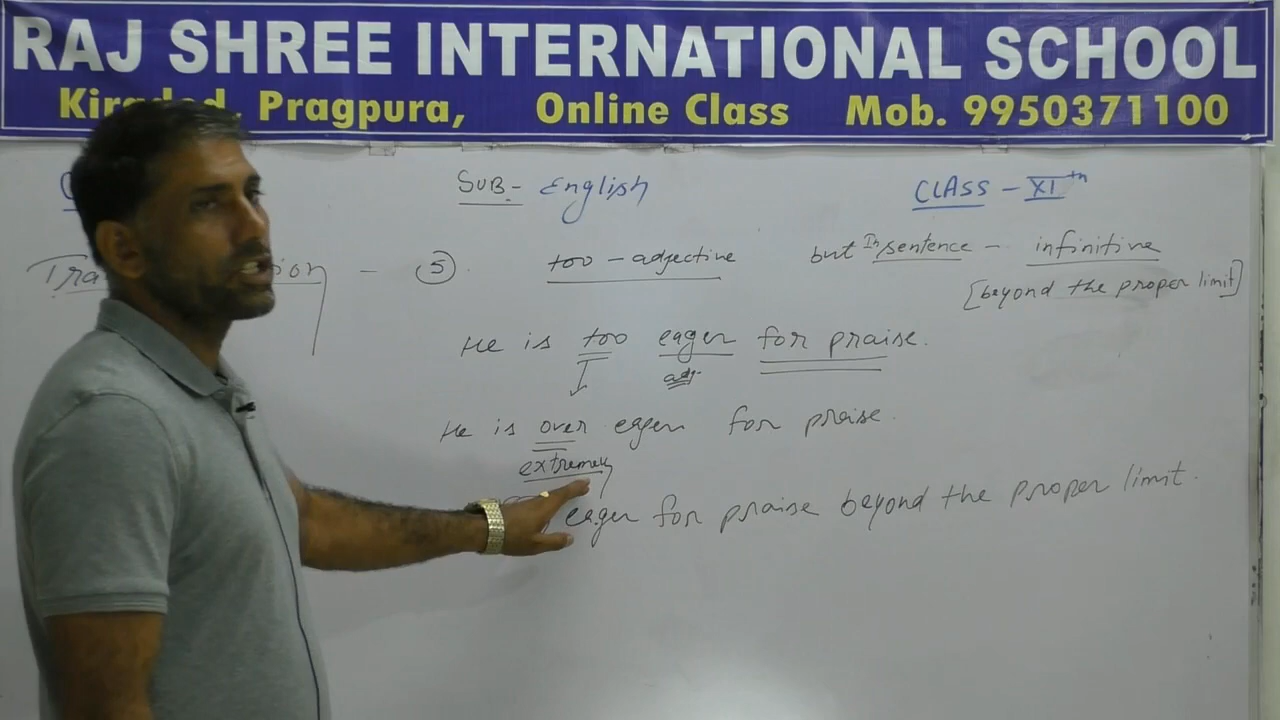 RAJ SHREE INTERNATIONAL SCHOOL
Pragpura, Online Class Mob. 9950371100
SUB- English CLASS - XIth
- 5 too - adjective but In sentence - infinitive
[beyond the proper limit]
He is too eager for praise.
adj.
He is over eager for praise.
extremely
eager for praise beyond the proper limit.